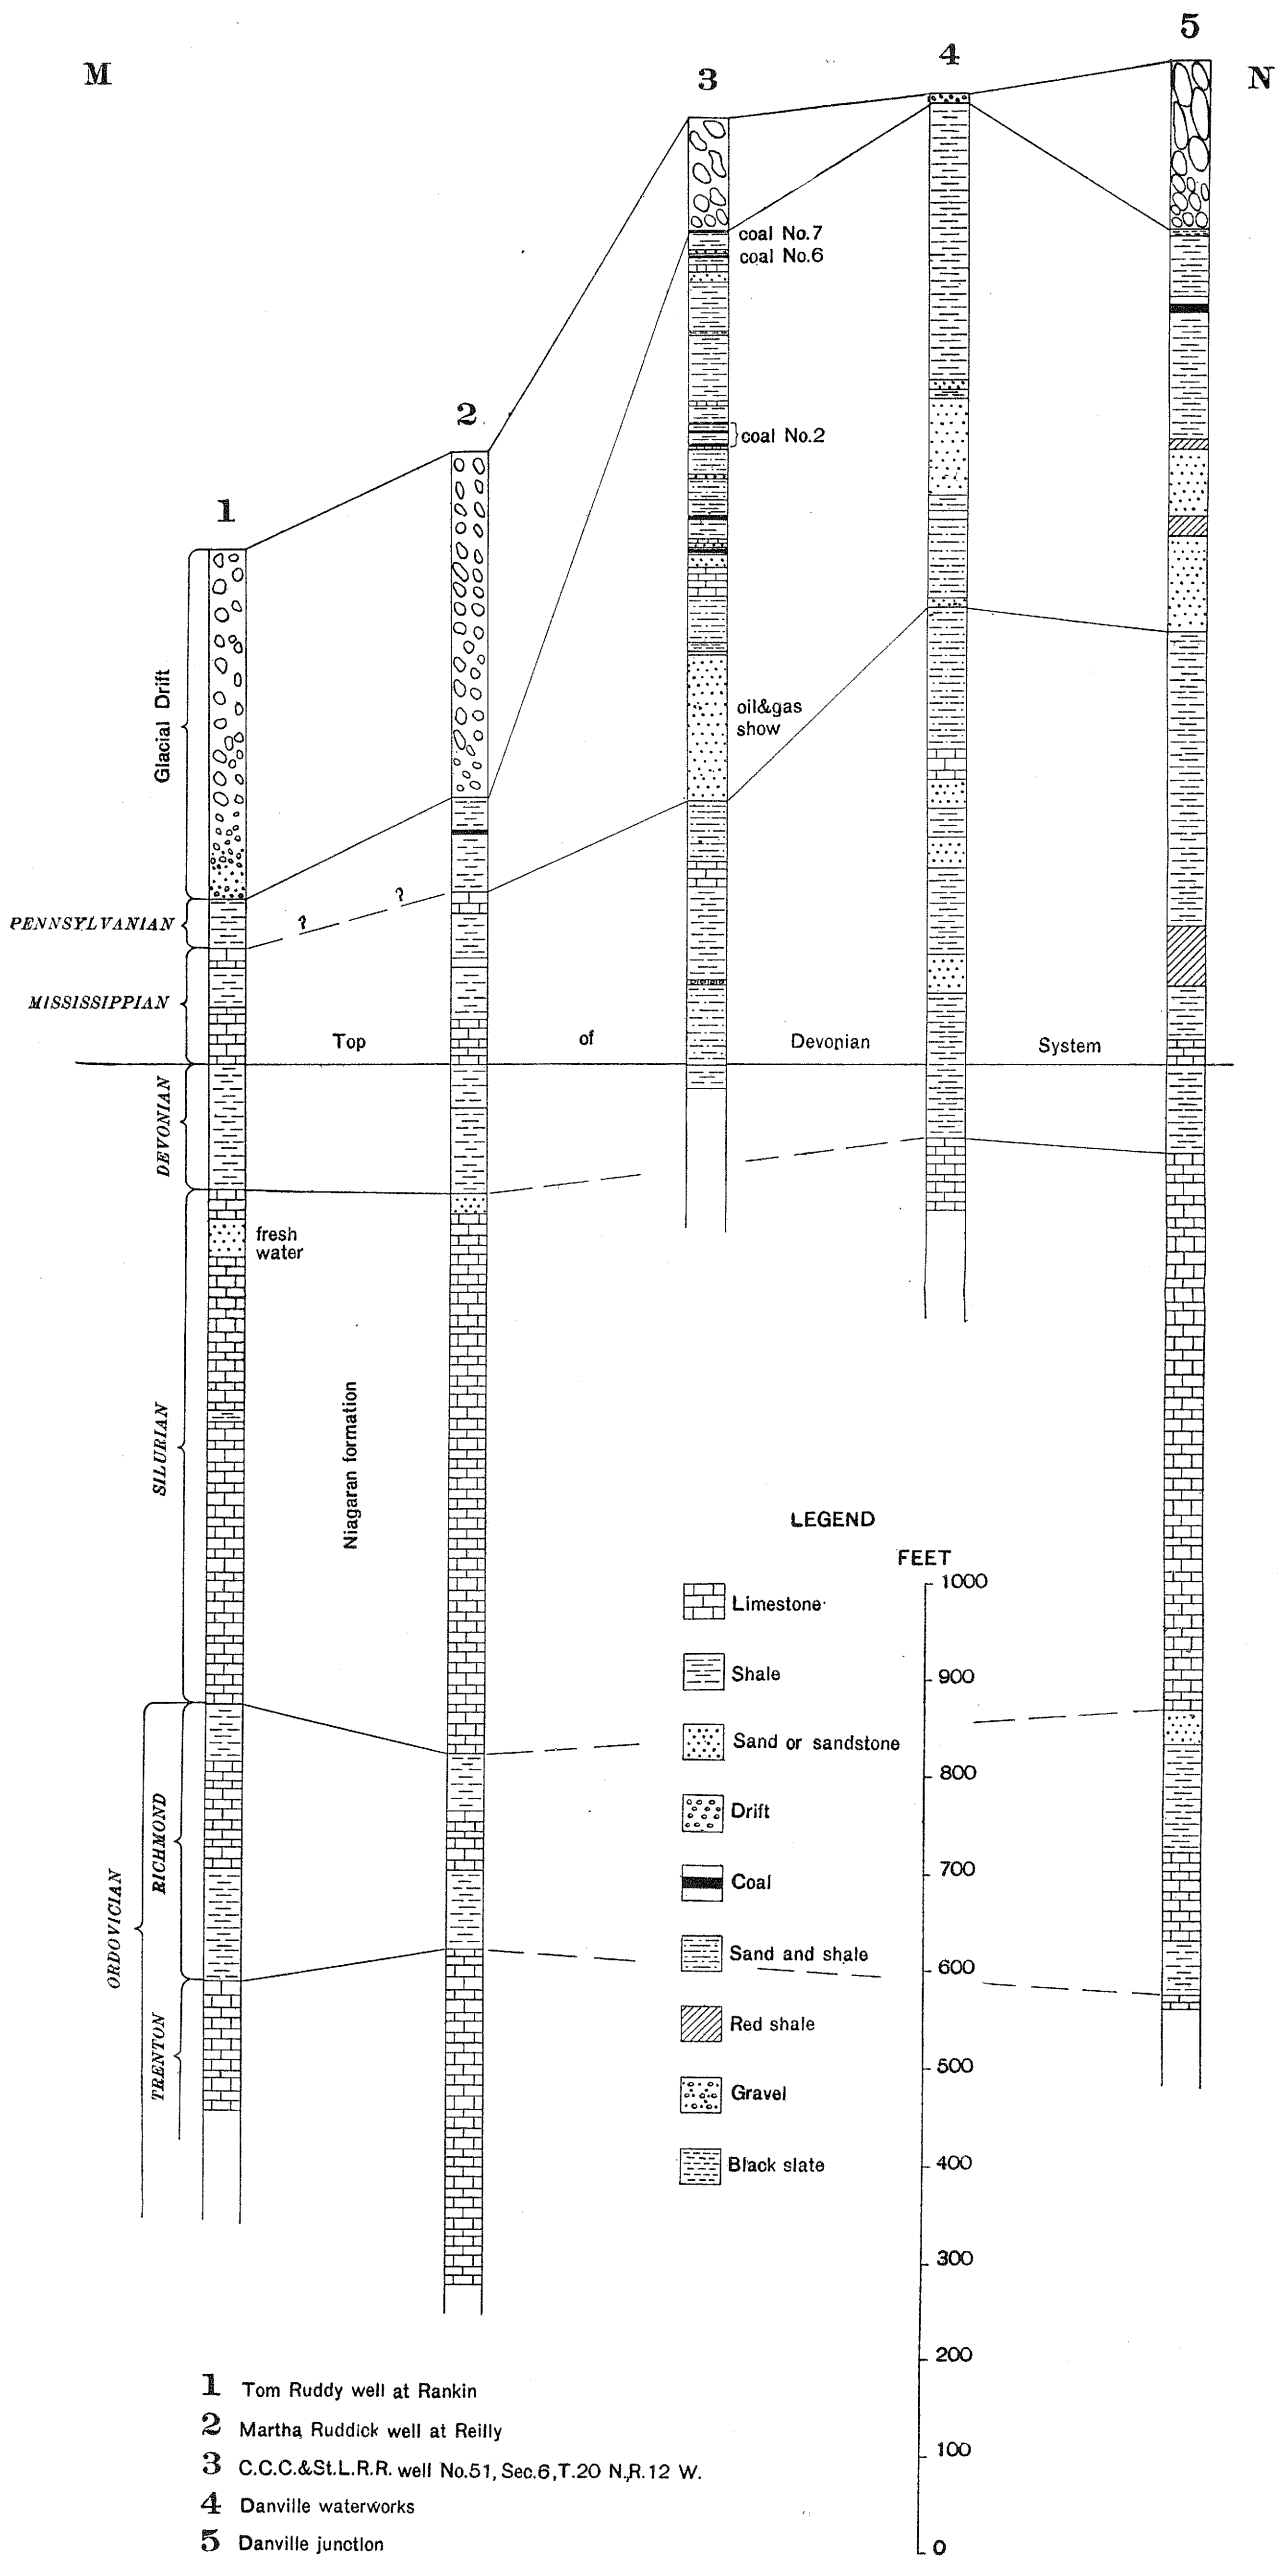 M
1
2
3
4
5
N
coal No.7
coal No.6
coal No.2
oil&gas
show
Glacial Drift
PENNSYLVANIAN
?
?
MISSISSIPPIAN
Top of Devonian System
DEVONIAN
fresh
water
SILURIAN
Niagaran formation
ORDOVICIAN
RICHMOND
TRENTON
LEGEND
Limestone
Shale
Sand or sandstone
Drift
Coal
Sand and shale
Red shale
Gravel
Black slate
FEET
1000
900
800
700
600
500
400
300
200
100
0
1 Tom Ruddy well at Rankin
2 Martha Ruddick well at Reilly
3 C.C.C.&St.L.R.R. well No.51, Sec.6,T.20 N.,R.12 W.
4 Danville waterworks
5 Danville junction